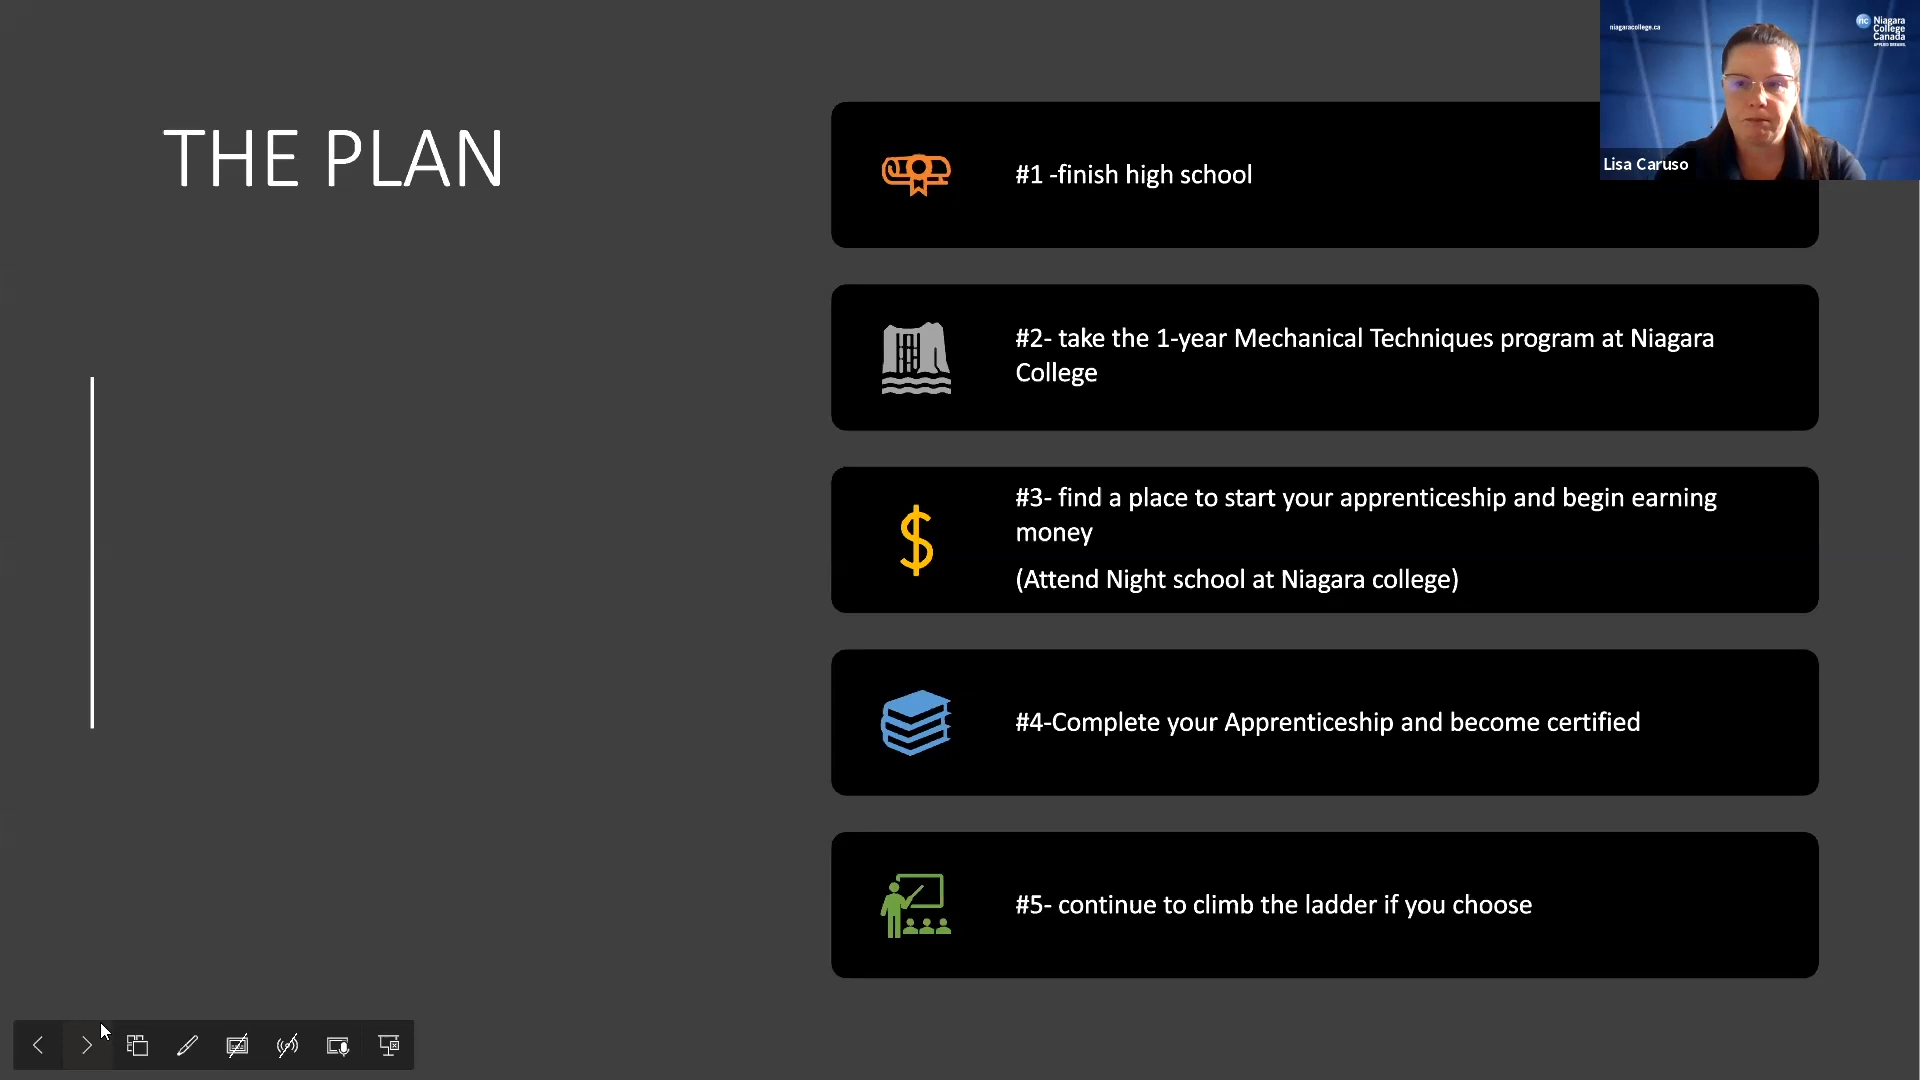 THE PLAN
#1 -finish high school
#2- take the 1-year Mechanical Techniques program at Niagara
College
#3- find a place to start your apprenticeship and begin earning
money
(Attend Night school at Niagara college)
#4-Complete your Apprenticeship and become certified
#5- continue to climb the ladder if you choose
niagaracollege.ca
nc
Niagara
College
Canada
APPLIED DREAMS.
Lisa Caruso